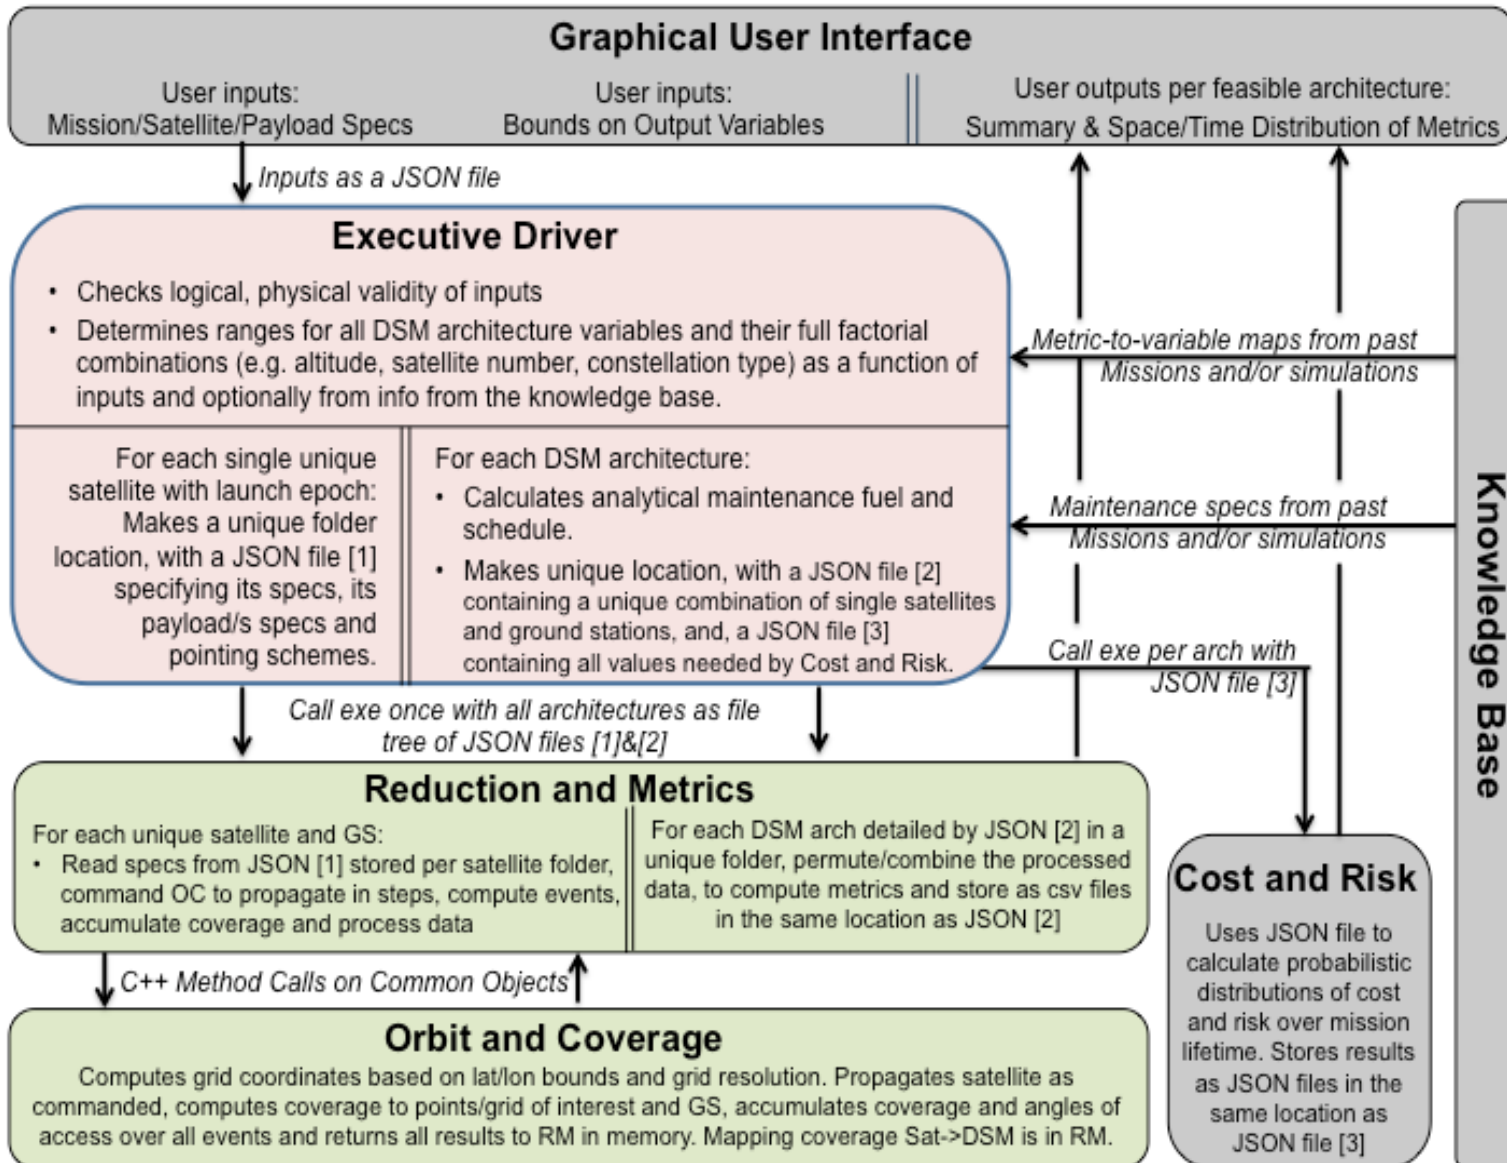 Graphical User Interface
User inputs:
Mission/Satellite/Payload Specs
User inputs:
Bounds on Output Variables
User outputs per feasible architecture:
Summary & Space/Time Distribution of Metrics
Inputs as a JSON file
Executive Driver
• Checks logical, physical validity of inputs
• Determines ranges for all DSM architecture variables and their full factorial
combinations (e.g. altitude, satellite number, constellation type) as a function of
inputs and optionally from info from the knowledge base.
For each single unique
satellite with launch epoch:
Makes a unique folder
location, with a JSON file [1]
specifying its specs, its
payload/s specs and
pointing schemes.
For each DSM architecture:
• Calculates analytical maintenance fuel and
schedule.
• Makes unique location, with a JSON file [2]
containing a unique combination of single satellites
and ground stations, and, a JSON file [3]
containing all values needed by Cost and Risk.
Metric-to-variable maps from past
Missions and/or simulations
Maintenance specs from past
Missions and/or simulations
Call exe per arch with
JSON file [3]
Knowledge Base
Call exe once with all architectures as file
tree of JSON files [1]&[2]
Reduction and Metrics
For each unique satellite and GS:
• Read specs from JSON [1] stored per satellite folder,
command OC to propagate in steps, compute events,
accumulate coverage and process data
For each DSM arch detailed by JSON [2] in a
unique folder, permute/combine the processed
data, to compute metrics and store as csv files
in the same location as JSON [2]
C++ Method Calls on Common Objects
Orbit and Coverage
Computes grid coordinates based on lat/lon bounds and grid resolution. Propagates satellite as
commanded, computes coverage to points/grid of interest and GS, accumulates coverage and angles of
access over all events and returns all results to RM in memory. Mapping coverage Sat->DSM is in RM.
Cost and Risk
Uses JSON file to
calculate probabilistic
distributions of cost
and risk over mission
lifetime. Stores results
as JSON files in the
same location as
JSON file [3]